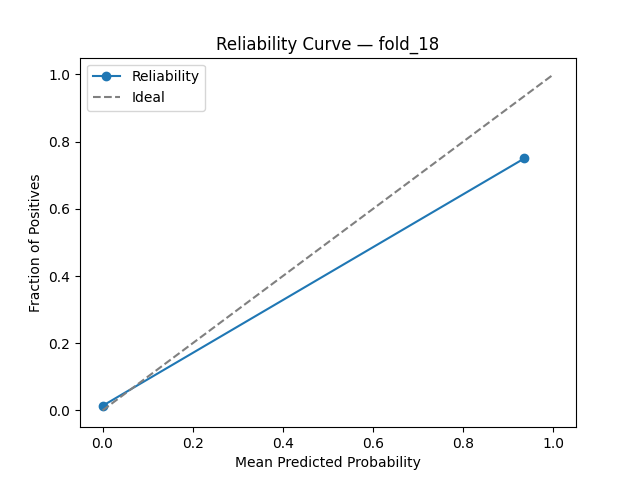 Reliability Curve — fold_18
Reliability
Ideal
1.0
0.8
0.6
0.4
0.2
0.0
Fraction of Positives
0.0 0.2 0.4 0.6 0.8 1.0
Mean Predicted Probability